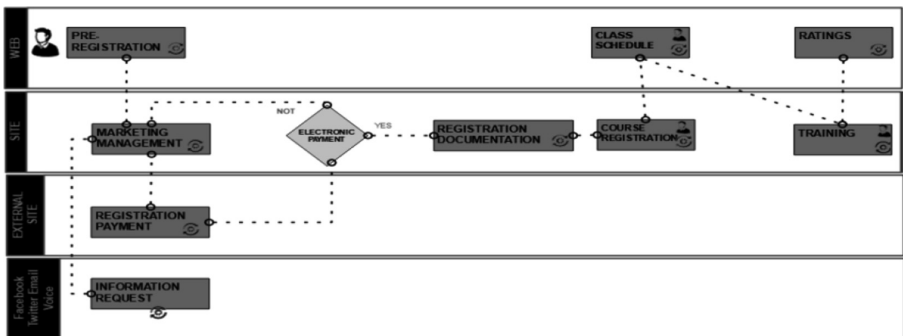 WEB
PRE-
REGISTRATION
CLASS
SCHEDULE
RATINGS
SITE
MARKETING
MANAGEMENT
NOT
ELECTRONIC
PAYMENT
YES
REGISTRATION
DOCUMENTATION
COURSE
REGISTRATION
TRAINING
EXTERNAL
SITE
REGISTRATION
PAYMENT
Facebook
Twitter Email
Voice
INFORMATION
REQUEST